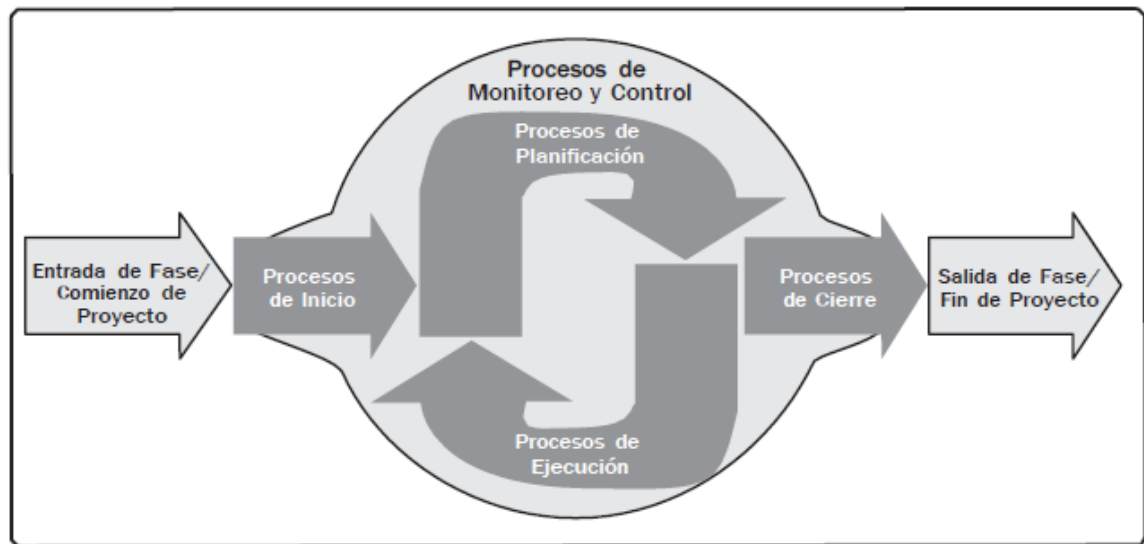 Procesos de
Monitoreo y Control
Procesos de
Planificación
Entrada de Fase/
Comienzo de
Proyecto
Procesos
de Inicio
Procesos
de Cierre
Salida de Fase/
Fin de Proyecto
Procesos de
Ejecución